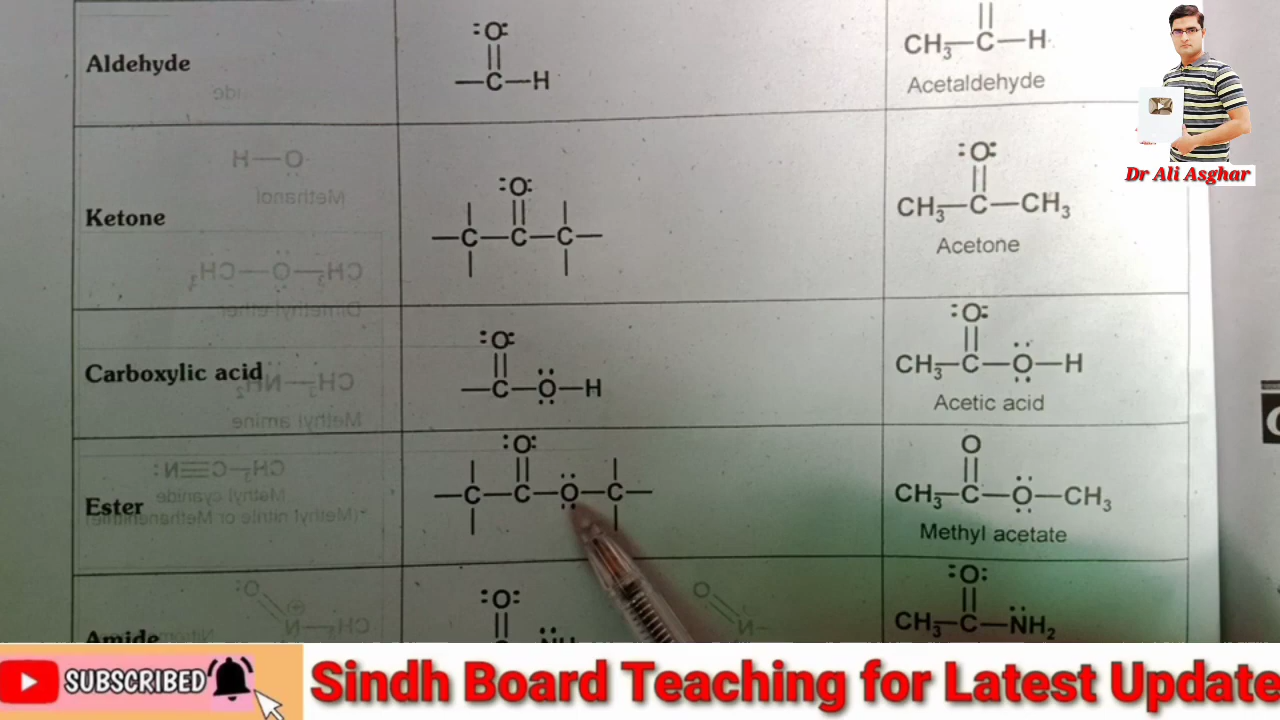 Aldehyde
:O:
—C—H
CH3—C—H
Acetaldehyde
Ketone
:O:
—C—C—C—
:O:
CH3—C—CH3
Acetone
Carboxylic acid
:O:
—C—O—H
:O:
CH3—C—O—H
Acetic acid
Ester
:O:
—C—C—O—C—
O
CH3—C—O—CH3
Methyl acetate
Amide
:O:
:O:
CH3—C—NH2
Dr Ali Asghar
SUBSCRIBED
Sindh Board Teaching for Latest Update